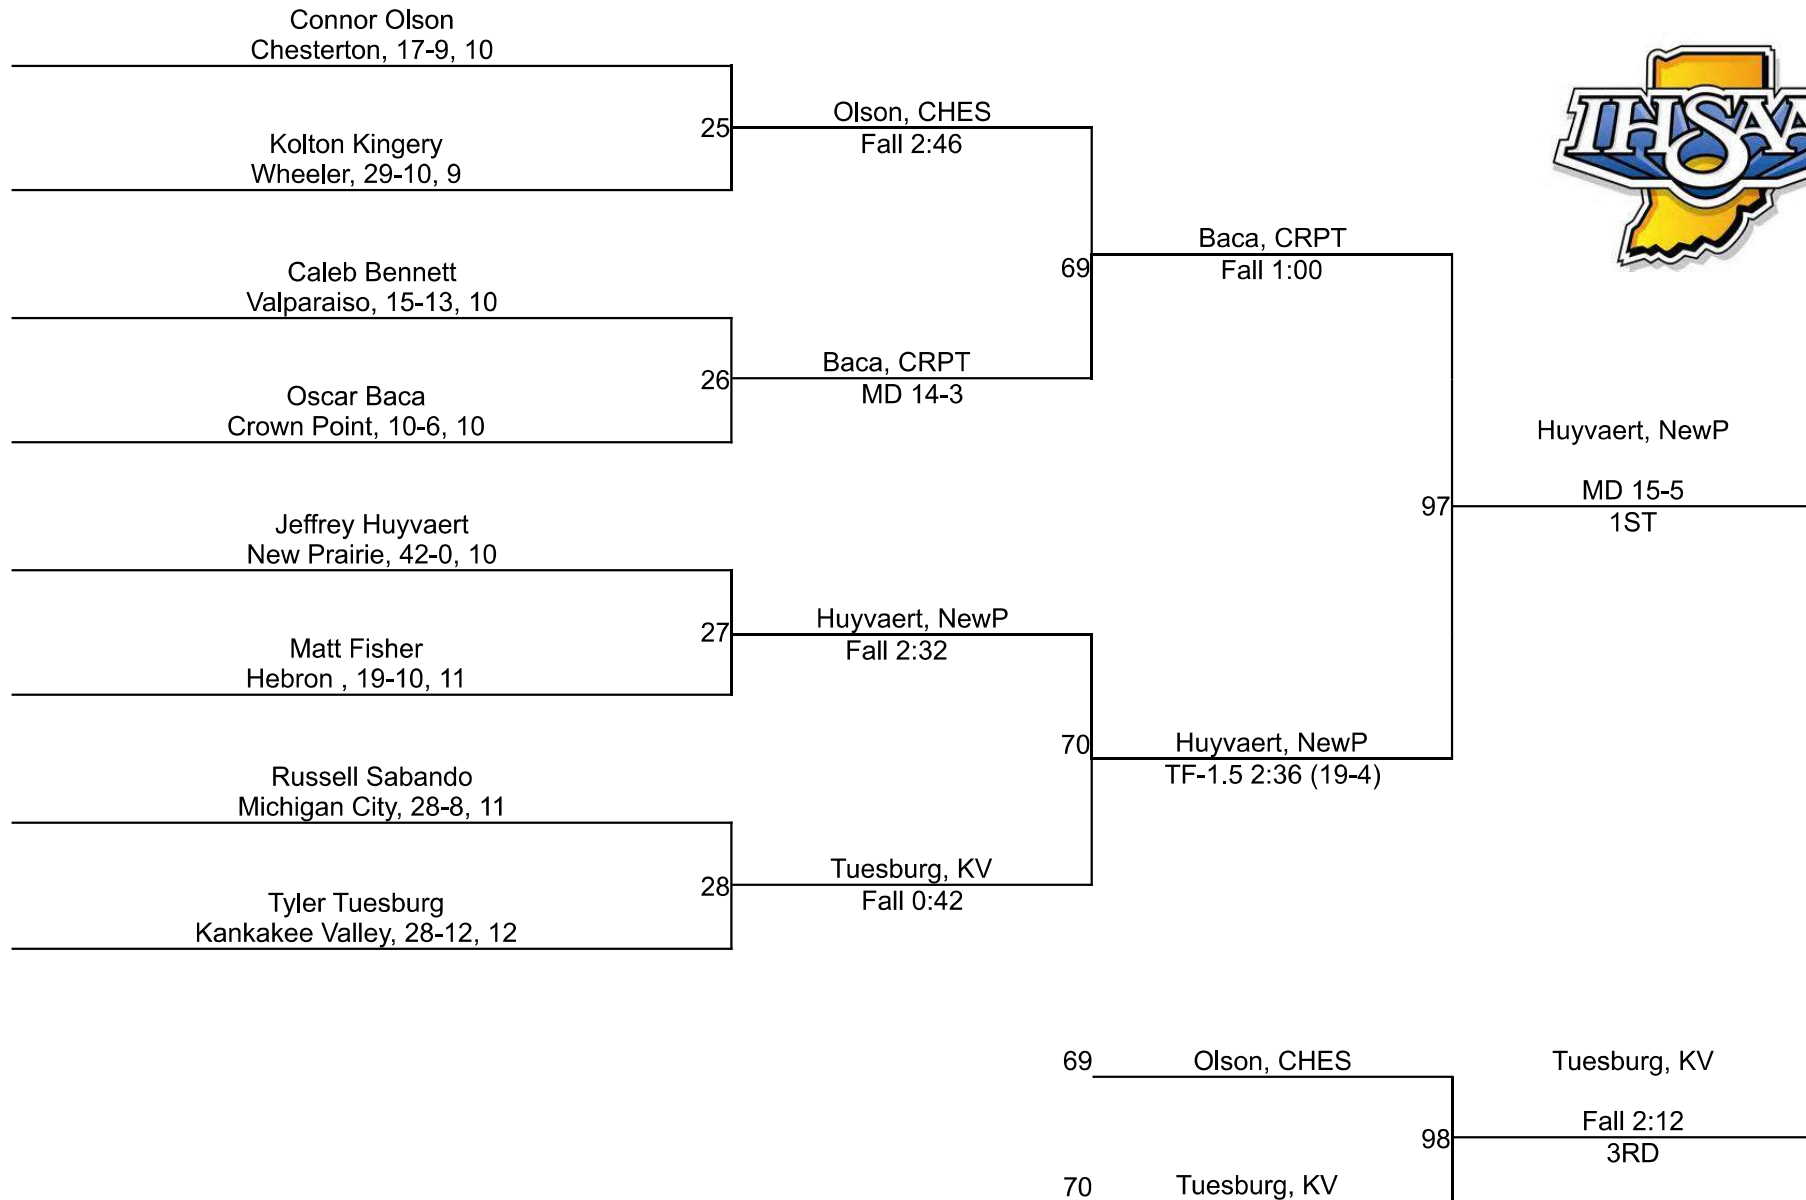 Connor Olson
Chesterton, 17-9, 10
Kolton Kingery
Wheeler, 29-10, 9
25
Olson, CHES
Fall 2:46
Caleb Bennett
Valparaiso, 15-13, 10
Oscar Baca
Crown Point, 10-6, 10
26
Baca, CRPT
MD 14-3
69
Baca, CRPT
Fall 1:00
Jeffrey Huyvaert
New Prairie, 42-0, 10
Matt Fisher
Hebron , 19-10, 11
27
Huyvaert, NewP
Fall 2:32
Russell Sabando
Michigan City, 28-8, 11
Tyler Tuesburg
Kankakee Valley, 28-12, 12
28
Tuesburg, KV
Fall 0:42
70
Huyvaert, NewP
TF-1.5 2:36 (19-4)
97
Huyvaert, NewP
MD 15-5
1ST
IHSAA
69
Olson, CHES
70
Tuesburg, KV
98
Tuesburg, KV
Fall 2:12
3RD